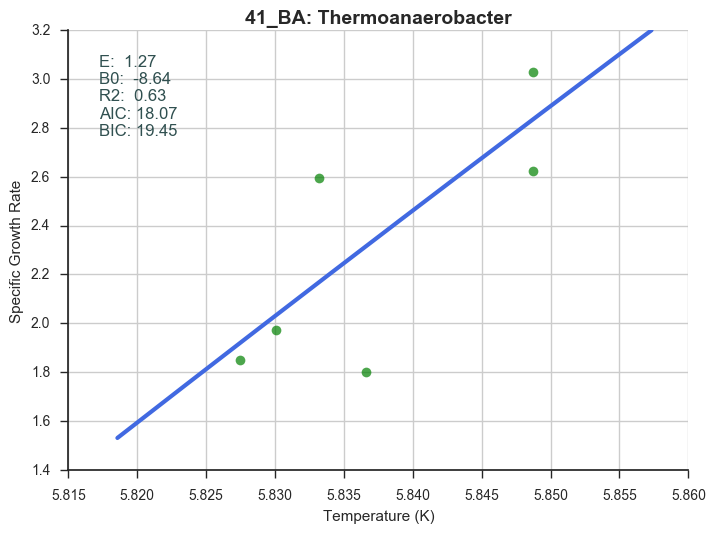 41_BA: Thermoanaerobacter
E:  1.27
B0:  -8.64
R2:  0.63
AIC: 18.07
BIC: 19.45
3.2
3.0
2.8
2.6
2.4
2.2
2.0
1.8
1.6
1.4
Specific Growth Rate
5.815 5.820 5.825 5.830 5.835 5.840 5.845 5.850 5.855 5.860
Temperature (K)